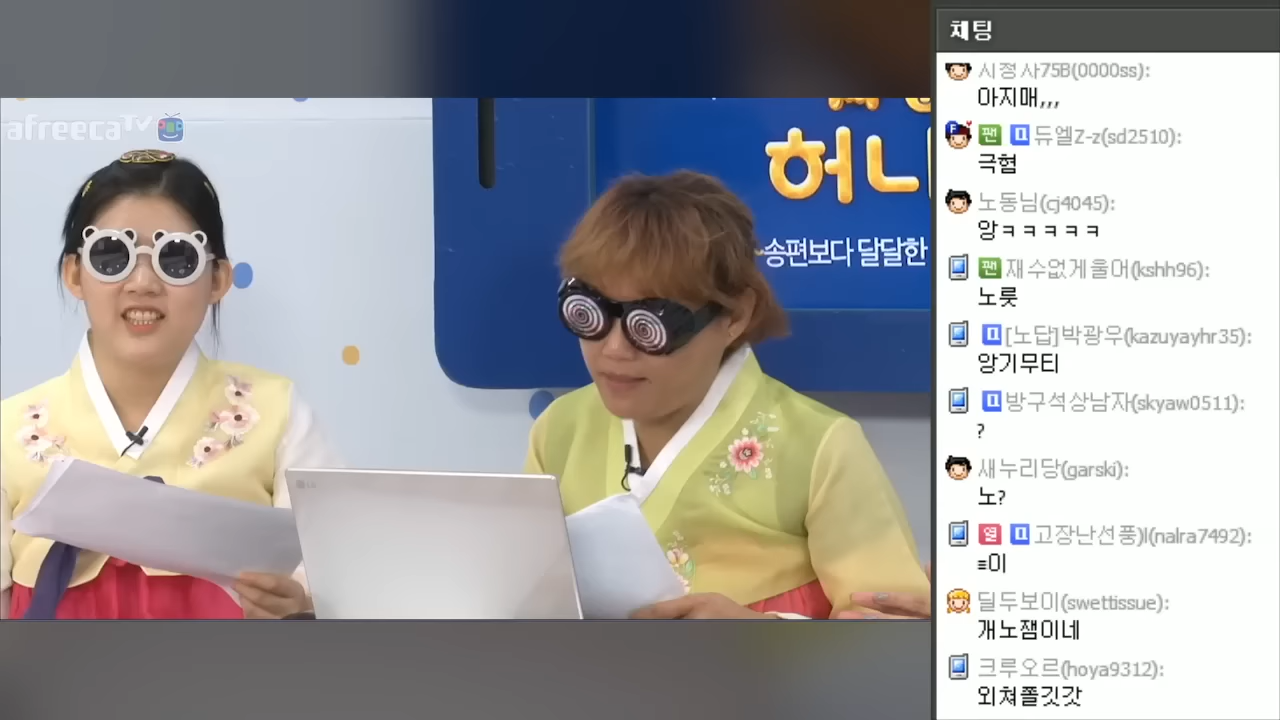 afreecaTV
허니
송편보다 달달한
LG
채팅
시정사75B(0000ss):
아지매,,,
팬 듀엘Z-z(sd2510):
극혐
노동님(cj4045):
앙ㅋㅋㅋㅋㅋ
팬 재수없게울어(kshh96):
노룻
[노답]박광우(kazuyayhr35):
앙기무티
방구석상남자(skyaw0511):
?
새누리당(garski):
노?
열 고장난선풍)l(nalra7492):
≡이
딜두보이(swettissue):
개노잼이네
크루오르(hoya9312):
외쳐쫄깃갓